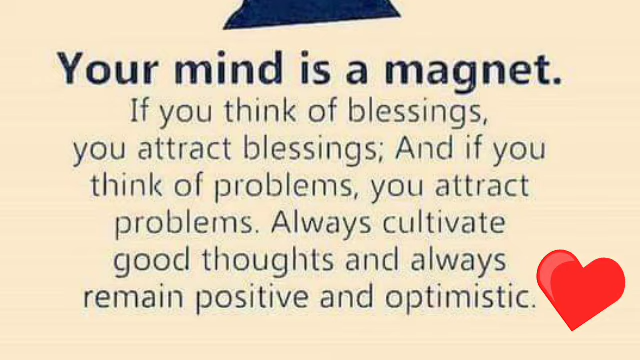 Your mind is a magnet.
If you think of blessings,
you attract blessings; And if you
think of problems, you attract
problems. Always cultivate
good thoughts and always
remain positive and optimistic.